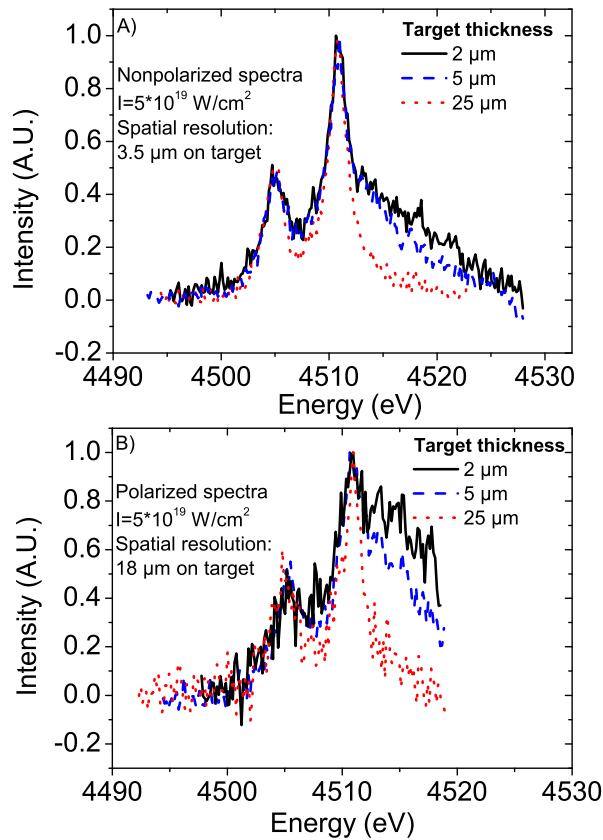 A)
Nonpolarized spectra
I=5*10^19 W/cm^2
Spatial resolution:
3.5 µm on target
Target thickness
2 µm
5 µm
25 µm
Intensity (A.U.)
1.0
0.8
0.6
0.4
0.2
0.0
-0.2
4490 4500 4510 4520 4530
Energy (eV)
B)
Polarized spectra
I=5*10^19 W/cm^2
Spatial resolution:
18 µm on target
Target thickness
2 µm
5 µm
25 µm
Intensity (A.U.)
1.0
0.8
0.6
0.4
0.2
0.0
-0.2
4490 4500 4510 4520 4530
Energy (eV)